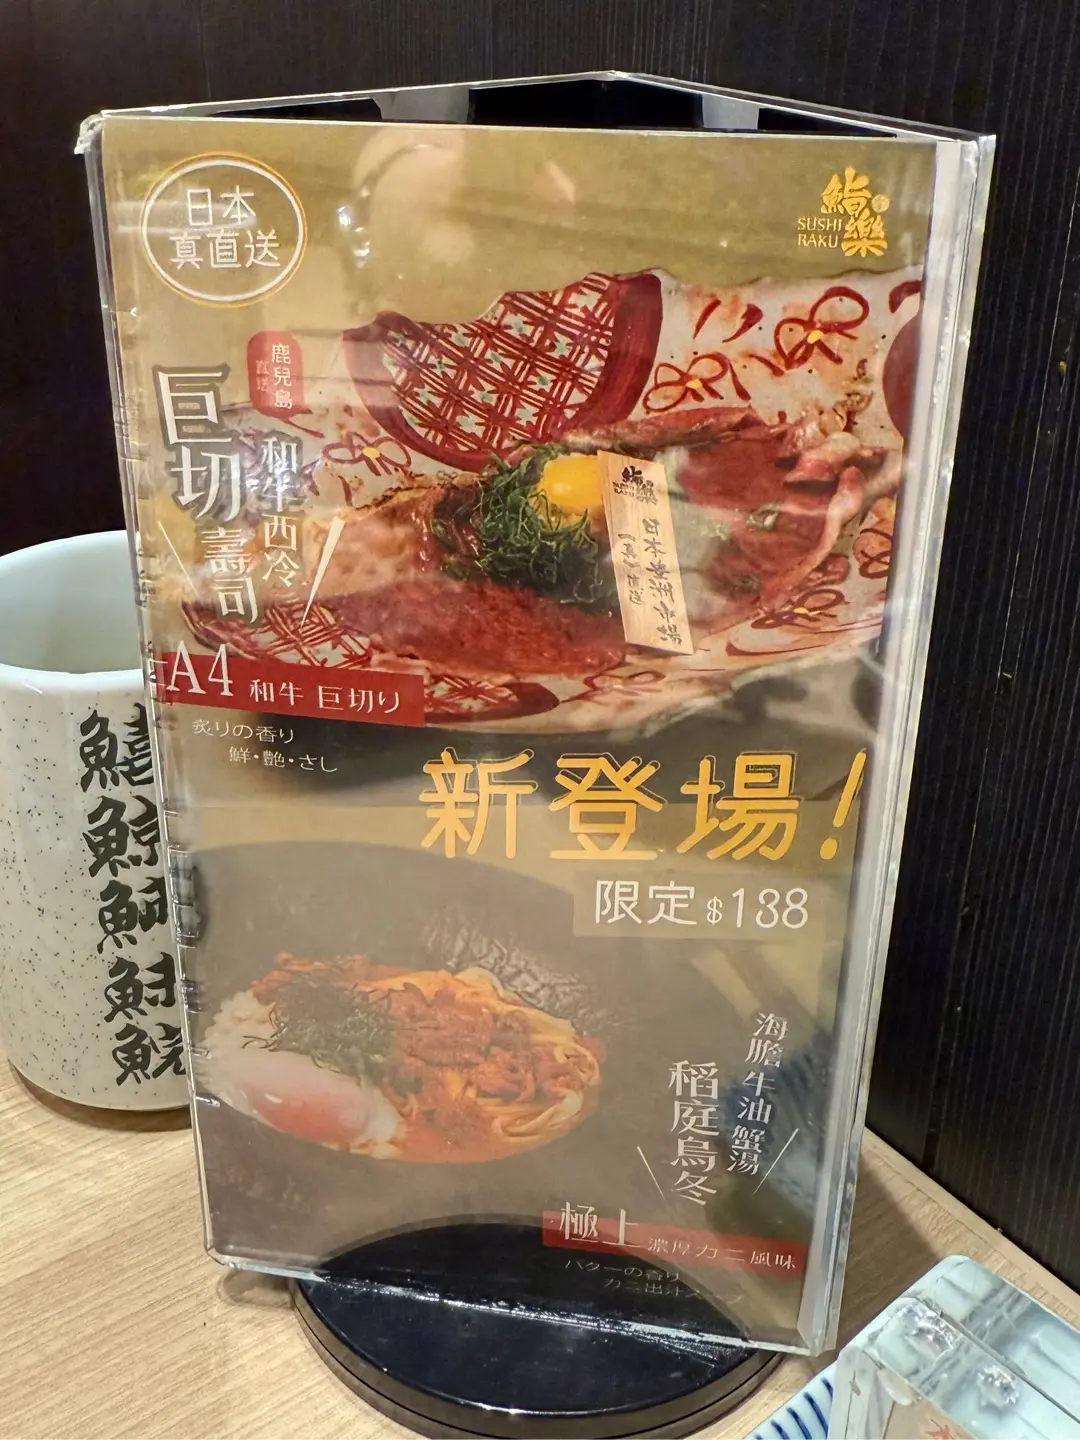 日本
真直送
鮨樂
SUSHI
RAKU
鹿兒島
直送
和牛西冷
巨切壽司
A4 和牛 巨切り
炙りの香り
鮮・艶・さし
新登場!
限定 $138
海膽牛油蟹湯
稻庭烏冬
極上 濃厚カニ風味
バターの香り
カニ出汁スープ